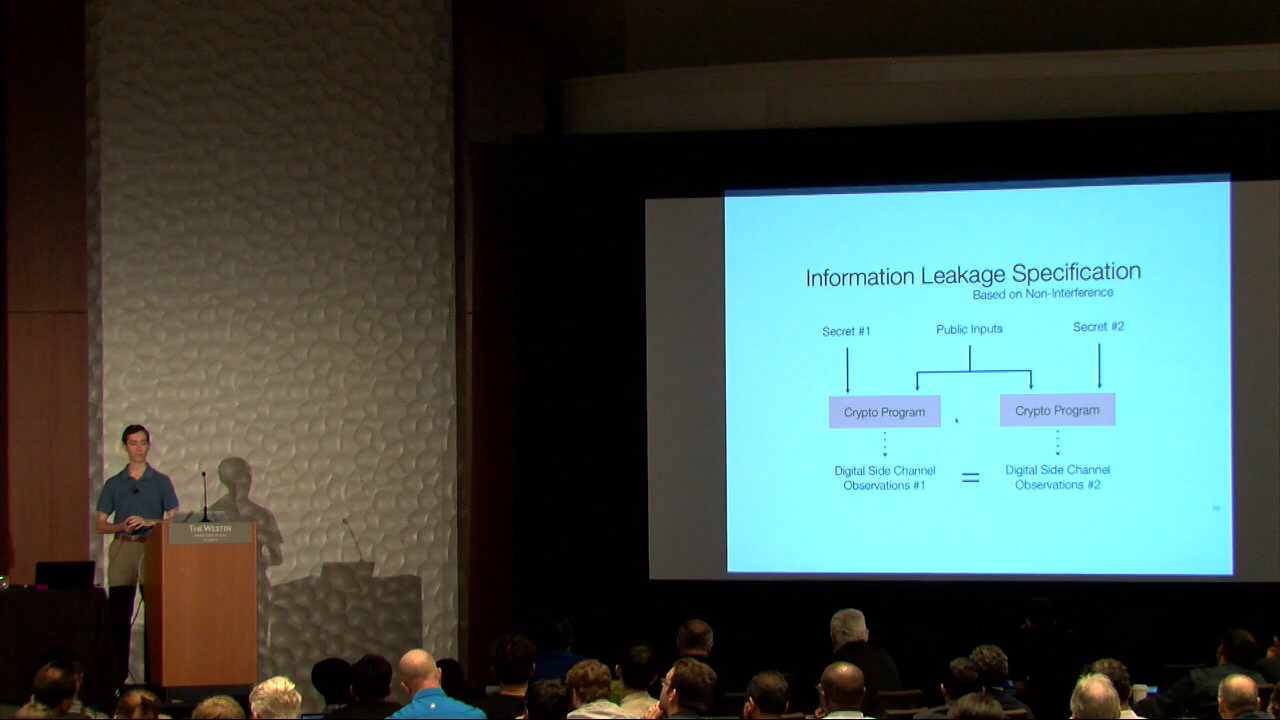 Information Leakage Specification
Based on Non-Interference
Secret #1
Public Inputs
Secret #2
Crypto Program
Crypto Program
Digital Side Channel
Observations #1
=
Digital Side Channel
Observations #2
THE WESTIN